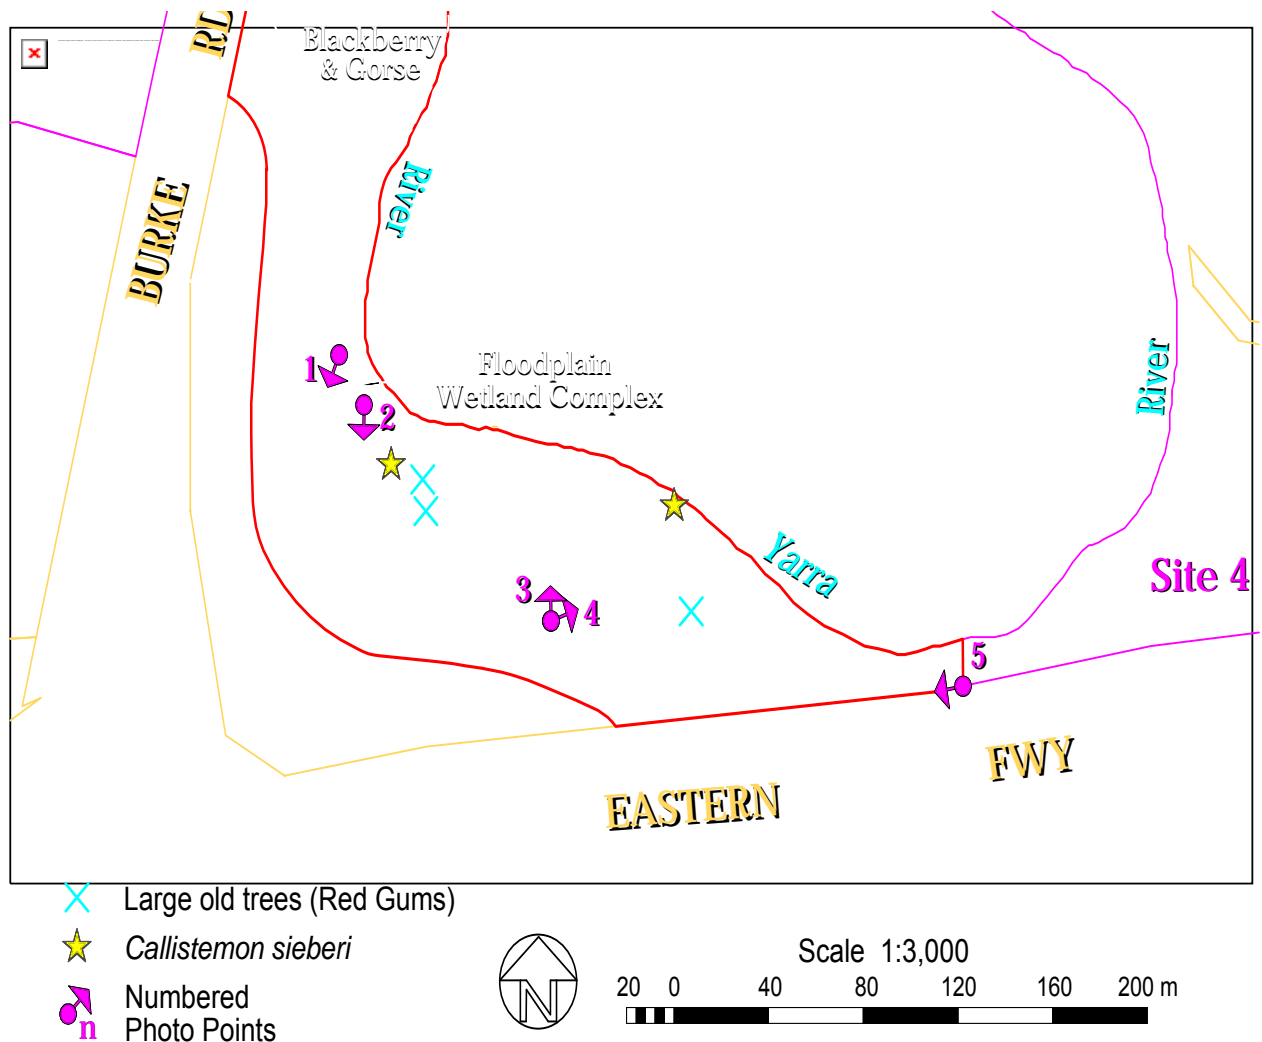 RD
Blackberry
& Gorse
River
BURKE
1
Floodplain
Wetland Complex
2
River
Yarra
Site 4
3
4
5
FWY
EASTERN
Large old trees (Red Gums)
Callistemon sieberi
Numbered
Photo Points
n
N
Scale 1:3,000
20 0 40 80 120 160 200 m